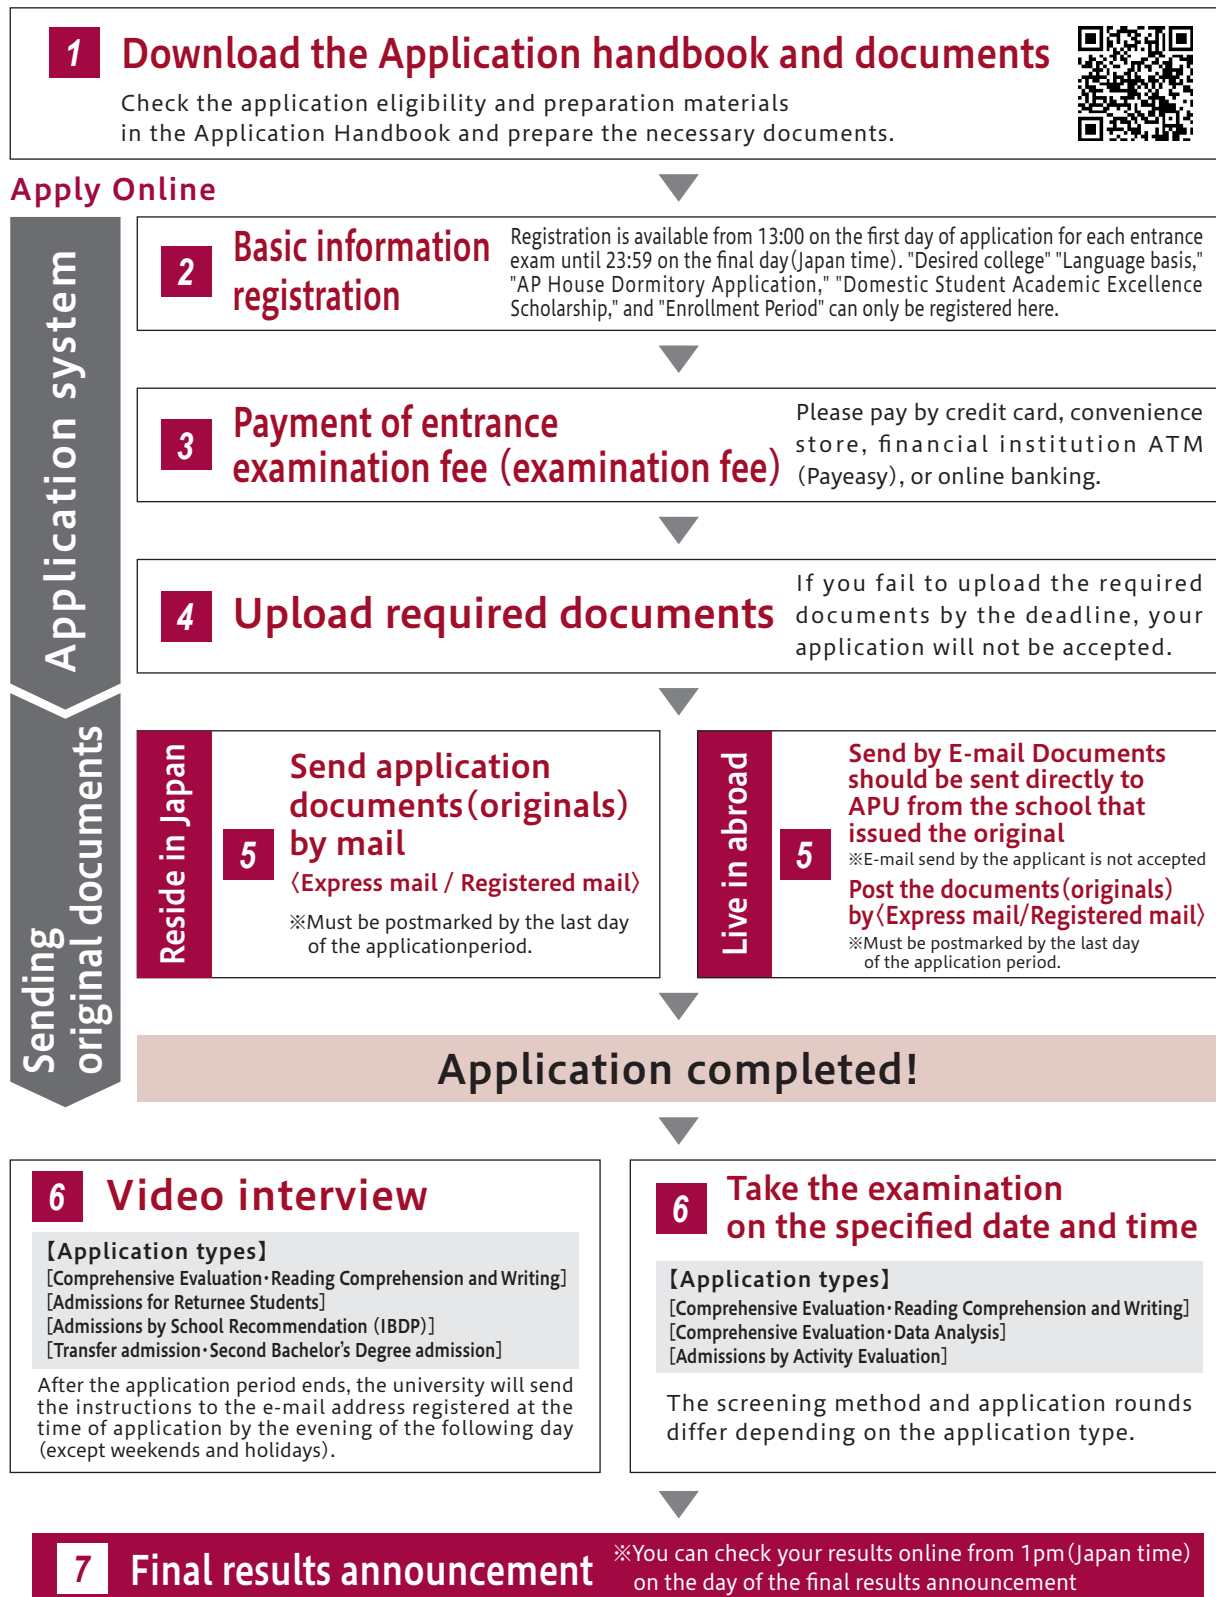 1 Download the Application handbook and documents
Check the application eligibility and preparation materials
in the Application Handbook and prepare the necessary documents.
Apply Online
Application system
2 Basic information
registration
Registration is available from 13:00 on the first day of application for each entrance
exam until 23:59 on the final day(Japan time). "Desired college" "Language basis,"
"AP House Dormitory Application," "Domestic Student Academic Excellence
Scholarship," and "Enrollment Period" can only be registered here.
3 Payment of entrance
examination fee (examination fee)
Please pay by credit card, convenience
store, financial institution ATM
(Payeasy), or online banking.
4 Upload required documents
If you fail to upload the required
documents by the deadline, your
application will not be accepted.
Sending
original documents
Reside in Japan
5 Send application
documents(originals)
by mail
〈Express mail / Registered mail〉
※Must be postmarked by the last day
of the applicationperiod.
Live in abroad
5 Send by E-mail Documents
should be sent directly to
APU from the school that
issued the original
※E-mail send by the applicant is not accepted
Post the documents(originals)
by〈Express mail/Registered mail〉
※Must be postmarked by the last day
of the application period.
Application completed!
6 Video interview
【Application types】
[Comprehensive Evaluation・Reading Comprehension and Writing]
[Admissions for Returnee Students]
[Admissions by School Recommendation (IBDP)]
[Transfer admission・Second Bachelor's Degree admission]
After the application period ends, the university will send
the instructions to the e-mail address registered at the
time of application by the evening of the following day
(except weekends and holidays).
6 Take the examination
on the specified date and time
【Application types】
[Comprehensive Evaluation・Reading Comprehension and Writing]
[Comprehensive Evaluation・Data Analysis]
[Admissions by Activity Evaluation]
The screening method and application rounds
differ depending on the application type.
7 Final results announcement
※You can check your results online from 1pm(Japan time)
on the day of the final results announcement